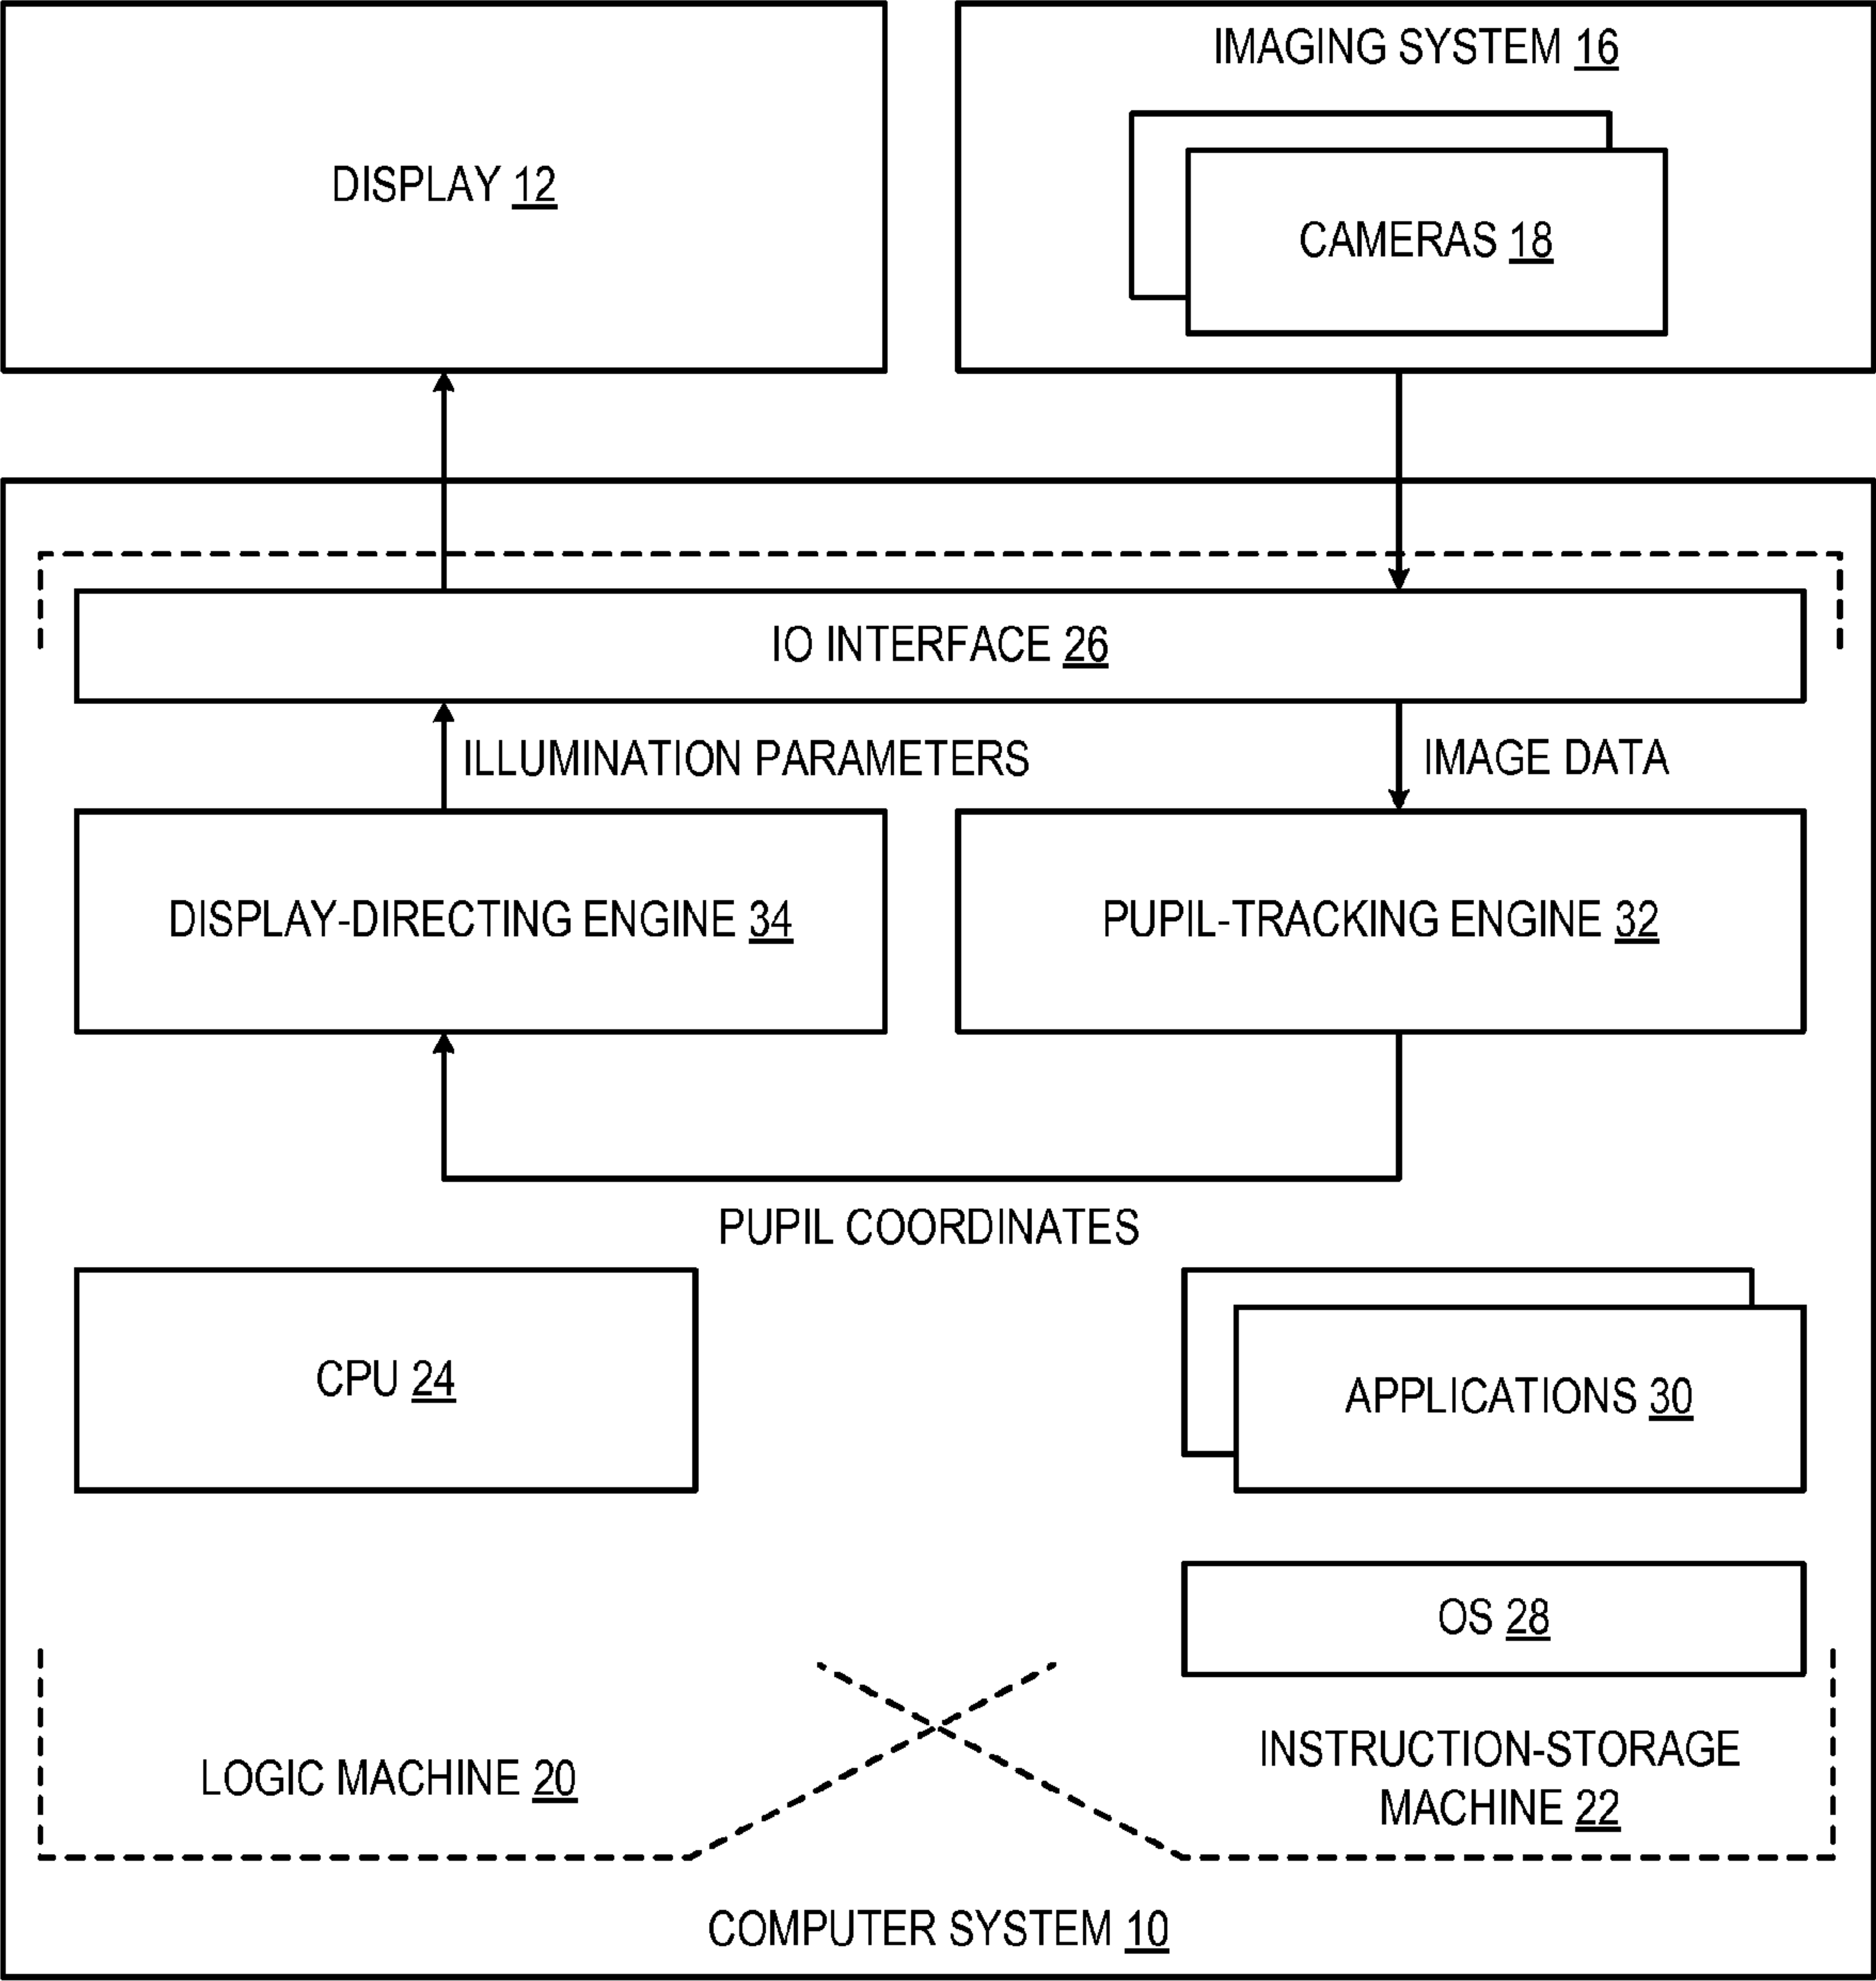 IMAGING SYSTEM 16
DISPLAY 12
CAMERAS 18
IO INTERFACE 26
ILLUMINATION PARAMETERS
IMAGE DATA
DISPLAY-DIRECTING ENGINE 34
PUPIL-TRACKING ENGINE 32
PUPIL COORDINATES
CPU 24
APPLICATIONS 30
OS 28
LOGIC MACHINE 20
INSTRUCTION-STORAGE
MACHINE 22
COMPUTER SYSTEM 10